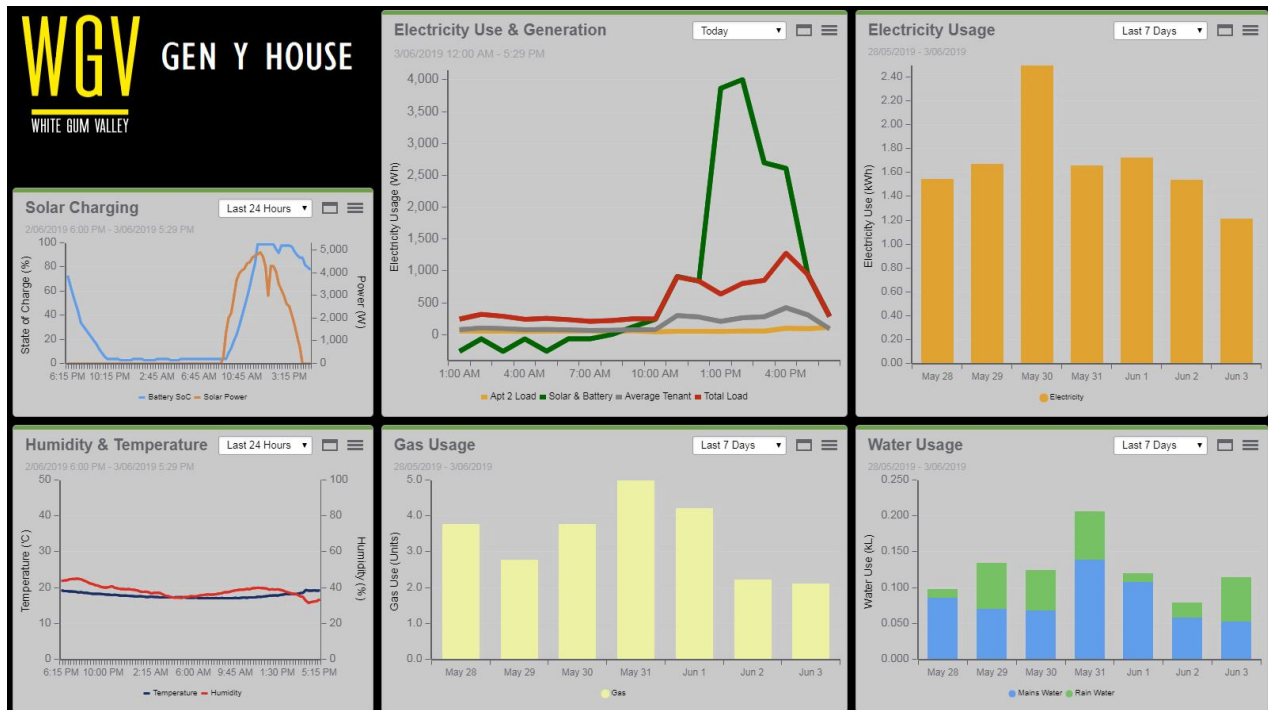 WGV
WHITE GUM VALLEY
GEN Y HOUSE
Solar Charging
Last 24 Hours
2/06/2019 6:00 PM - 3/06/2019 5:29 PM
State of Charge (%)
100
80
60
40
20
0
Power (W)
5,000
4,000
3,000
2,000
1,000
0
6:15 PM 10:15 PM 2:45 AM 6:45 AM 10:45 AM 3:15 PM
Battery SoC Solar Power
Electricity Use & Generation
Today
3/06/2019 12:00 AM - 5:29 PM
Electricity Usage (Wh)
4,000
3,500
3,000
2,500
2,000
1,500
1,000
500
0
1:00 AM 4:00 AM 7:00 AM 10:00 AM 1:00 PM 4:00 PM
Apt 2 Load Solar & Battery Average Tenant Total Load
Electricity Usage
Last 7 Days
28/05/2019 - 3/06/2019
Electricity Use (kWh)
2.40
2.20
2.00
1.80
1.60
1.40
1.20
1.00
0.80
0.60
0.40
0.20
0.00
May 28 May 29 May 30 May 31 Jun 1 Jun 2 Jun 3
Electricity
Humidity & Temperature
Last 24 Hours
2/06/2019 6:00 PM - 3/06/2019 5:29 PM
Temperature (°C)
50
40
30
20
10
0
Humidity (%)
100
80
60
40
20
0
6:15 PM 10:00 PM 2:15 AM 6:00 AM 9:45 AM 1:30 PM 5:15 PM
Temperature Humidity
Gas Usage
Last 7 Days
28/05/2019 - 3/06/2019
Gas Use (Units)
5.0
4.0
3.0
2.0
1.0
0.0
May 28 May 29 May 30 May 31 Jun 1 Jun 2 Jun 3
Gas
Water Usage
Last 7 Days
28/05/2019 - 3/06/2019
Water Use (kL)
0.250
0.200
0.150
0.100
0.050
0.000
May 28 May 29 May 30 May 31 Jun 1 Jun 2 Jun 3
Mains Water Rain Water